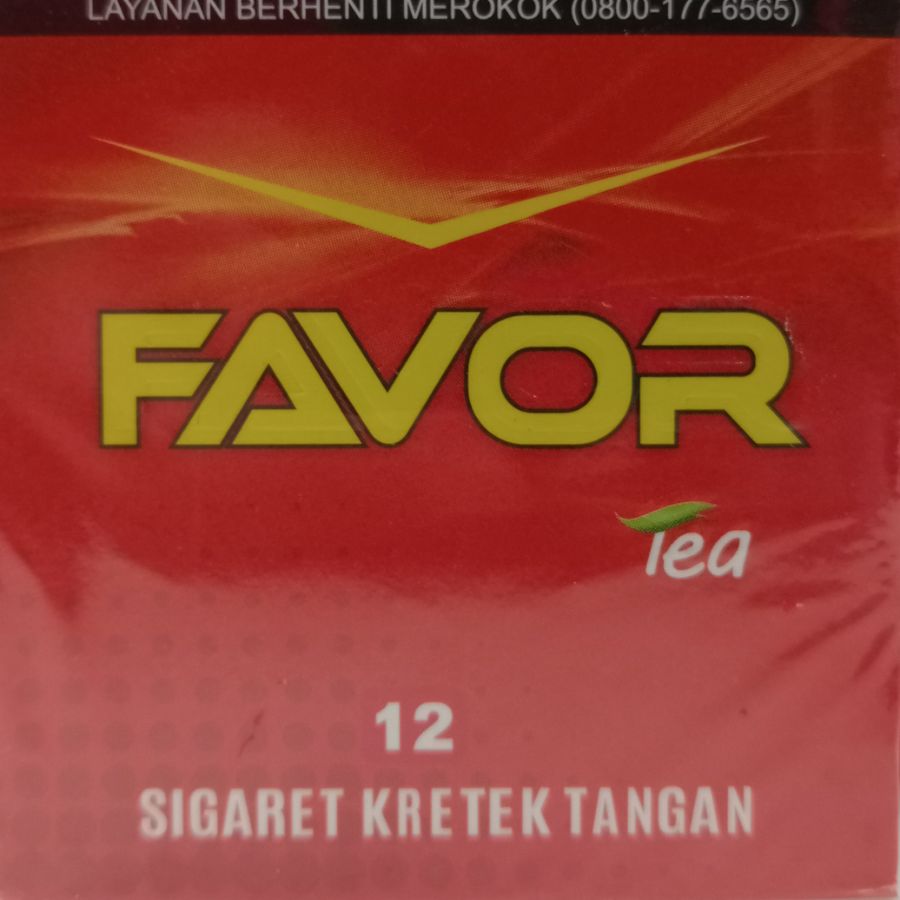 LAYANAN BERHENTI MEROKOK (0800-177-6565)
FAVOR
Tea
12
SIGARET KRETEK TANGAN